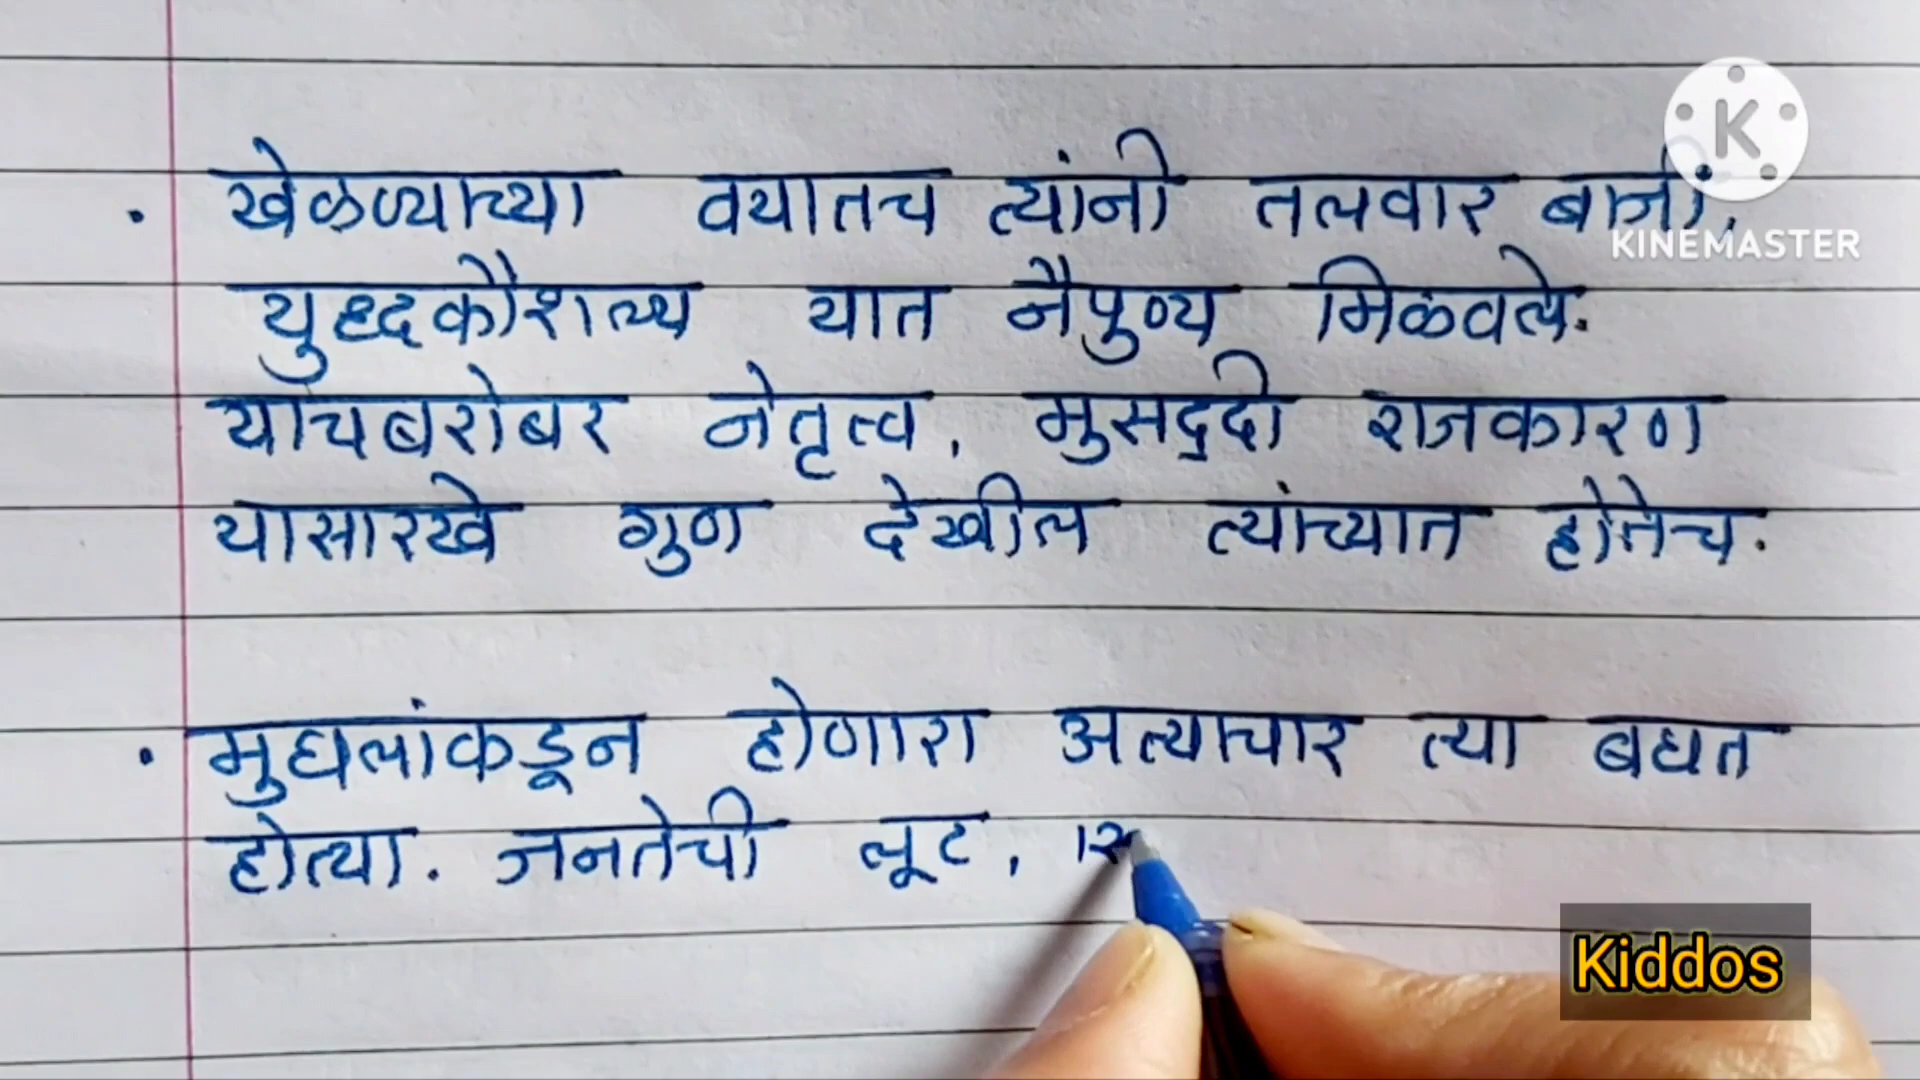 खेळण्याच्या वयातच त्यांनी तलवार बाजी,
युद्धकौशल्य यात नैपुण्य मिळवले.
याचबरोबर नेतृत्व, मुसद्दी राजकारण
यासारखे गुण देखील त्यांच्यात होतेच.
मुघलांकडून होणारा अत्याचार त्या बघत
होत्या. जनतेची लूट,
KINEMASTER
Kiddos